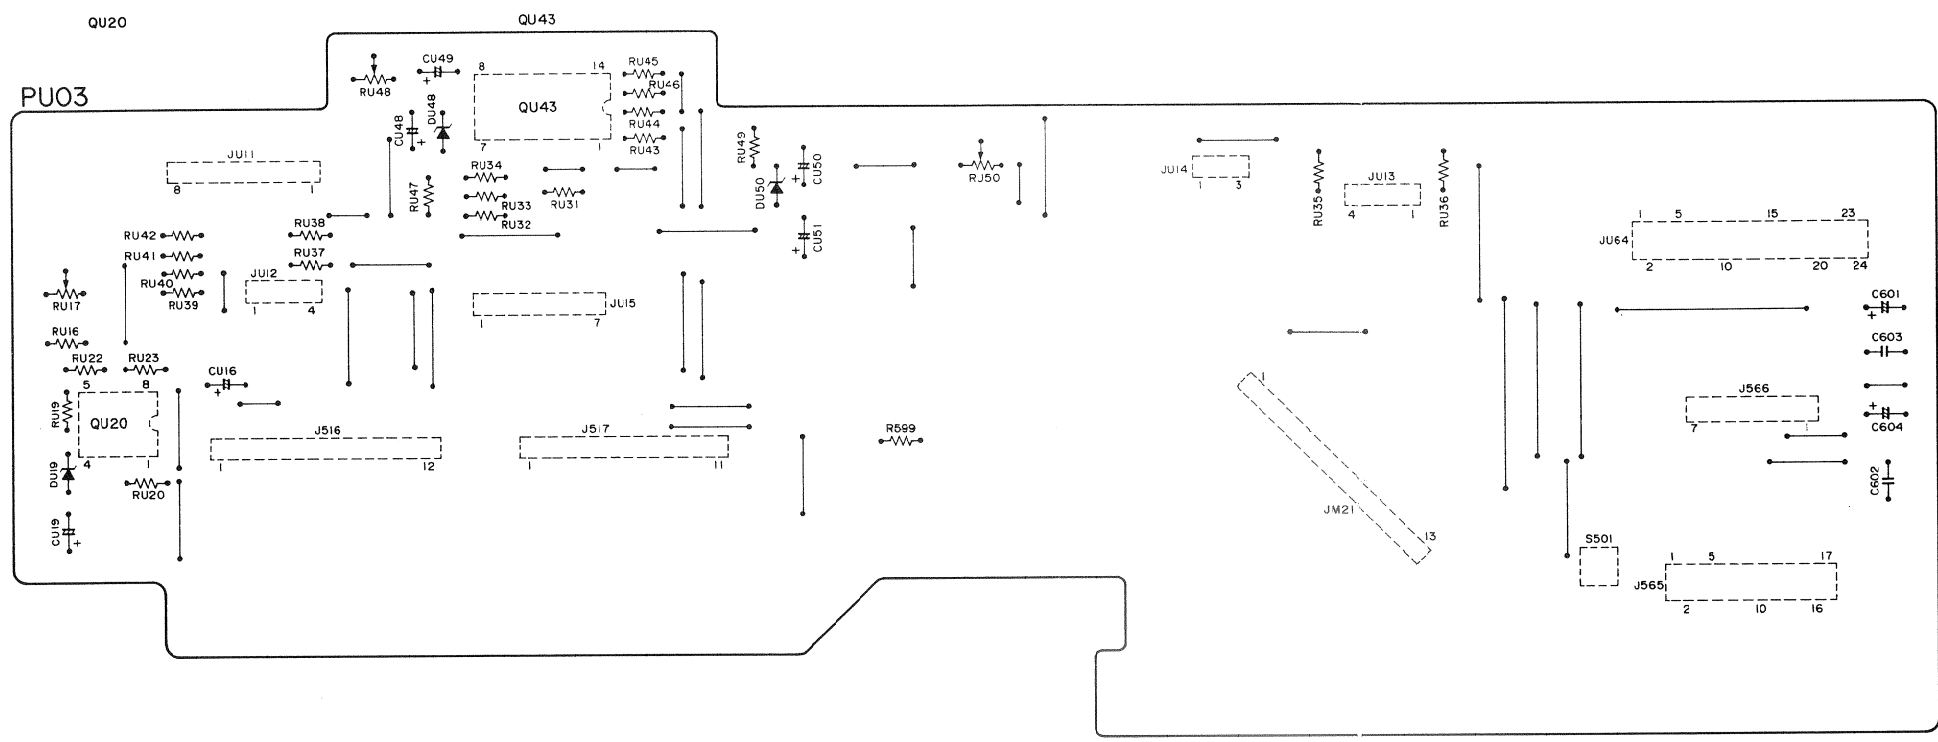 QU20
QU43
PU03
CU49
8
14
RU45
RU46
RU48
DU48
QU43
CU48
RU44
RU43
7
1
RU49
JU11
8
1
RU34
RU47
RU33
RU31
RU32
DU50
CU50
CU51
RJ50
JU14
1
3
RU35
JU13
4
1
RU36
1
5
15
23
JU64
2
10
20
24
RU42
RU38
RU41
RU37
RU40
RU39
JU12
1
4
RU17
JU15
1
7
C601
RU16
RU22
RU23
C603
CU16
5
8
RU19
QU20
4
1
DU19
RU20
CU19
J516
1
12
J517
1
11
R599
1
JM21
13
J566
7
1
C604
C602
S501
1
5
17
J565
2
10
16